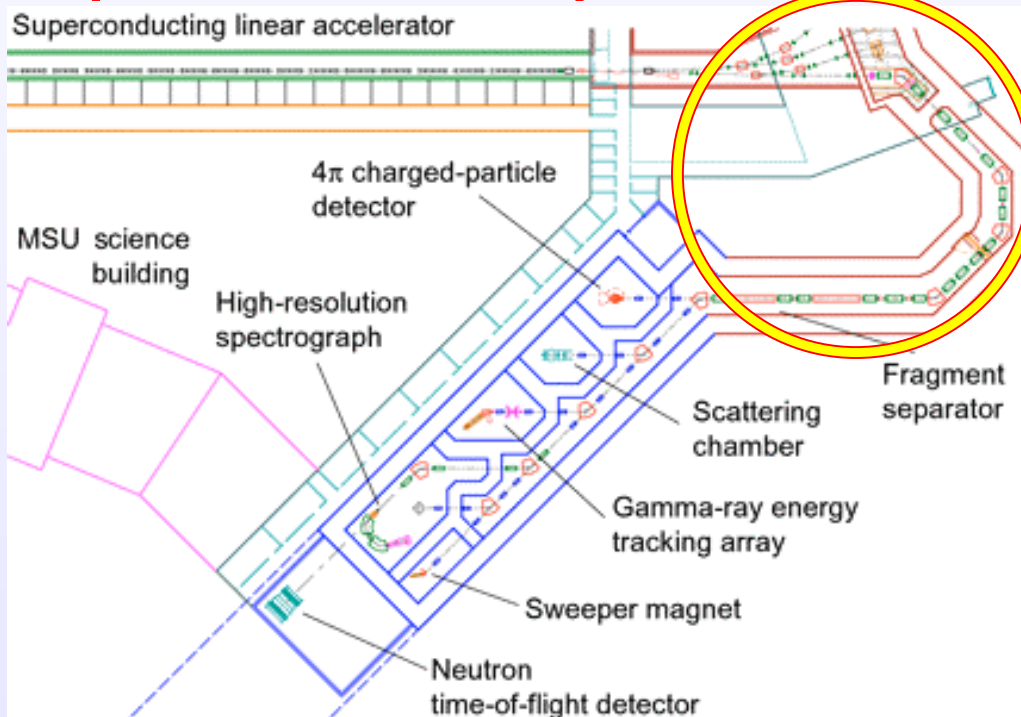 Superconducting linear accelerator
4π charged-particle
detector
MSU science
building
High-resolution
spectrograph
Fragment
separator
Scattering
chamber
Gamma-ray energy
tracking array
Sweeper magnet
Neutron
time-of-flight detector